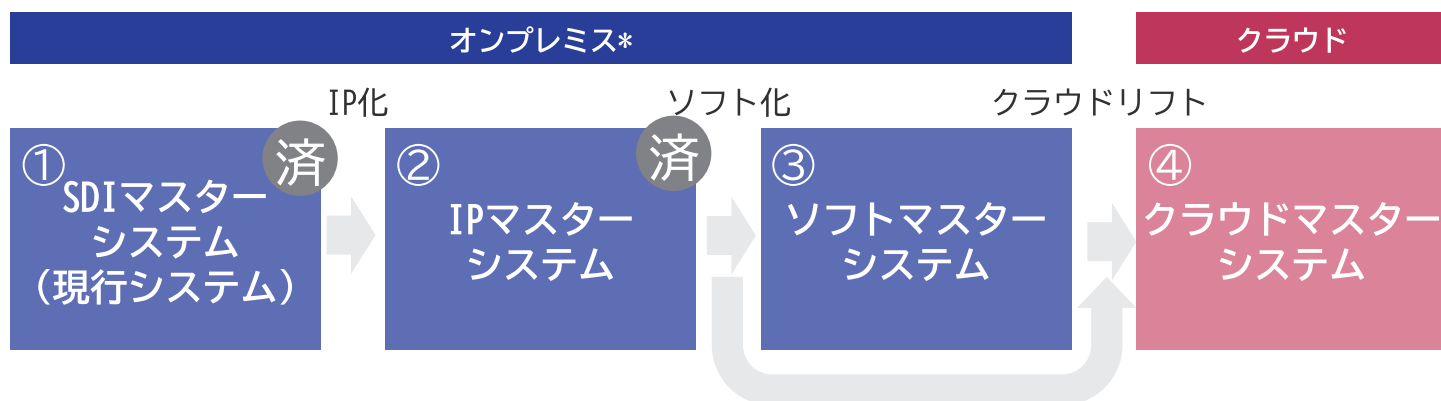 オンプレミス*
クラウド
IP化
ソフト化
クラウドリフト
①
済
SDIマスター
システム
（現行システム）
②
済
IPマスター
システム
③
ソフトマスター
システム
④
クラウドマスター
システム